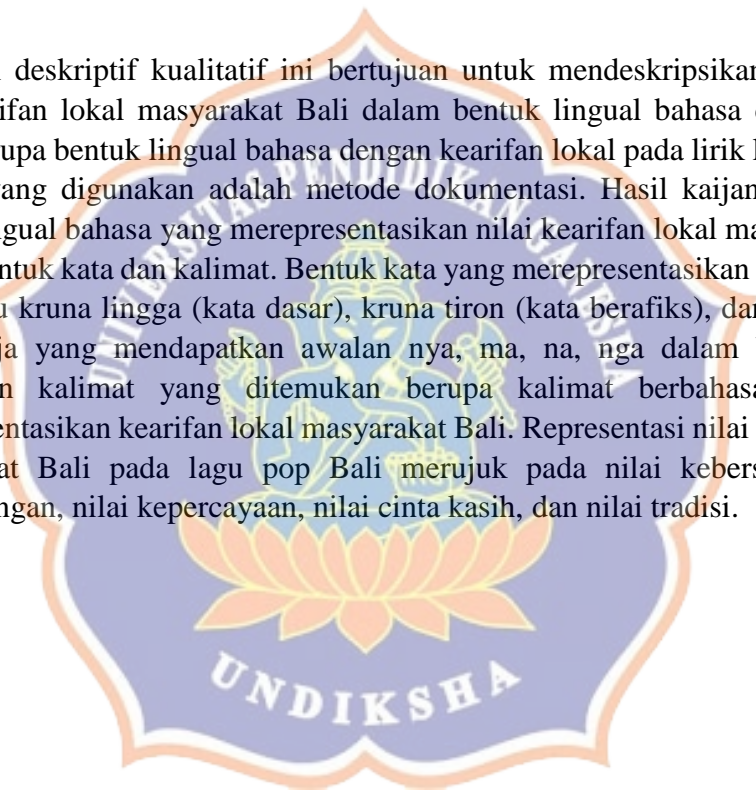 deskriptif kualitatif ini bertujuan untuk mendeskripsikan
ifan lokal masyarakat Bali dalam bentuk lingual bahasa
upa bentuk lingual bahasa dengan kearifan lokal pada lirik
yang digunakan adalah metode dokumentasi. Hasil kaijan
gual bahasa yang merepresentasikan nilai kearifan lokal ma
ntuk kata dan kalimat. Bentuk kata yang merepresentasikan
u kruna lingga (kata dasar), kruna tiron (kata berafiks), dan
ja yang mendapatkan awalan nya, ma, na, nga dalam
n kalimat yang ditemukan berupa kalimat berbahasa
entasikan kearifan lokal masyarakat Bali. Representasi nilai
at Bali pada lagu pop Bali merujuk pada nilai kebers
ngan, nilai kepercayaan, nilai cinta kasih, dan nilai tradisi.
UNIVERSITAS PENDIDIKAN GANESHA
UNDIKSHA